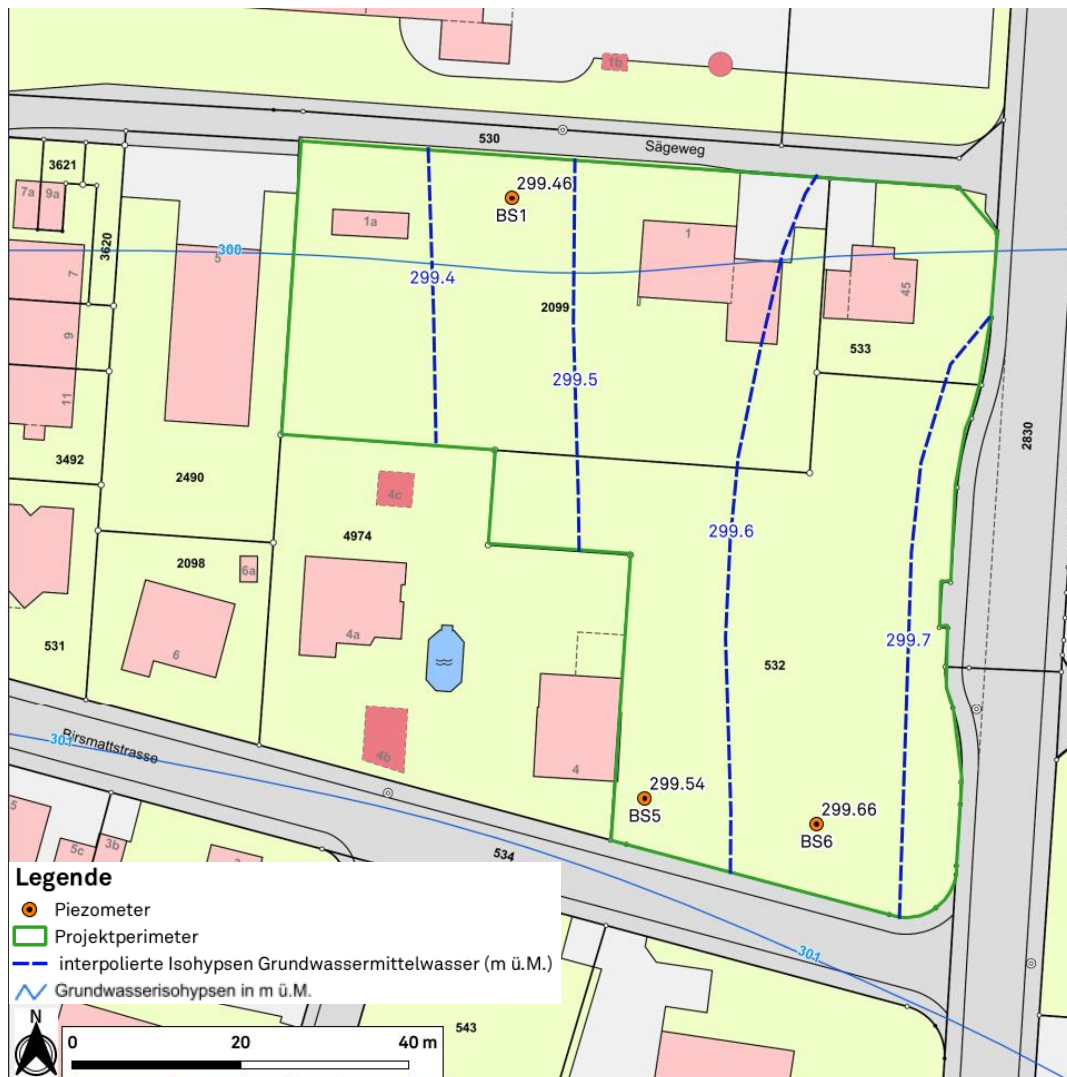 1b
530
Sägeweg
3621
7a
9a
1a
299.46
BS1
1
3620
300
5
299.4
7
2099
45
533
9
299.5
11
2830
3492
2490
4c
4974
299.6
2098
6a
4a
299.7
531
6
532
Birsmattstrasse
301
4b
4
299.54
BS5
299.66
BS6
5
5c
3b
534
301
Legende
Piezometer
Projektperimeter
interpolierte Isohypsen Grundwassermittelwasser (m ü.M.)
Grundwasserisohypsen in m ü.M.
N
0 20 40 m
543